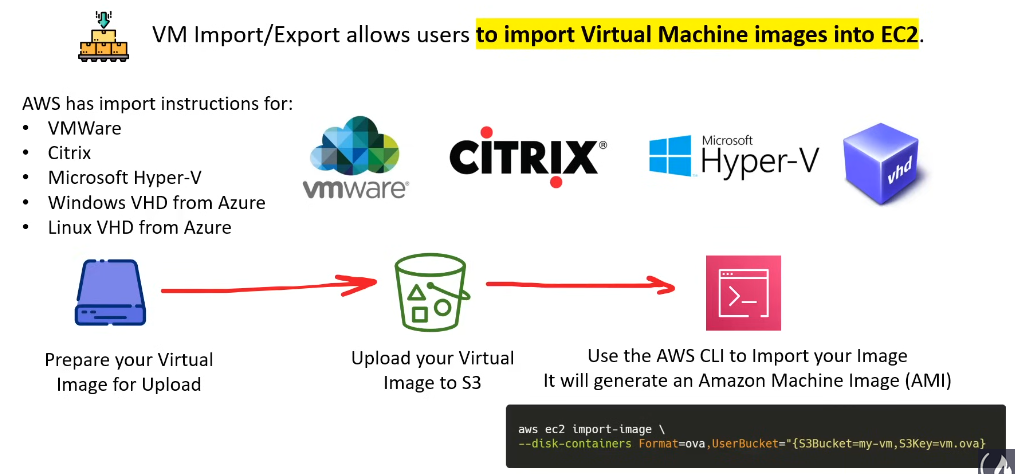 VM Import/Export allows users to import Virtual Machine images into EC2.
AWS has import instructions for:
• VMWare
• Citrix
• Microsoft Hyper-V
• Windows VHD from Azure
• Linux VHD from Azure
vmware®
CİTRIX®
Microsoft
Hyper-V
vhd
Prepare your Virtual
Image for Upload
Upload your Virtual
Image to S3
Use the AWS CLI to Import your Image
It will generate an Amazon Machine Image (AMI)
aws ec2 import-image \
--disk-containers Format=ova,UserBucket="{S3Bucket=my-vm,S3Key=vm.ova}